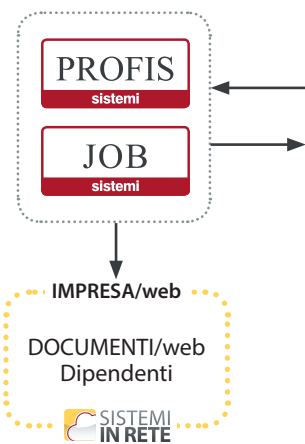 PROFIS
sistemi
JOB
sistemi
IMPRESA/web
DOCUMENTI/web
Dipendenti
SISTEMI
IN RETE